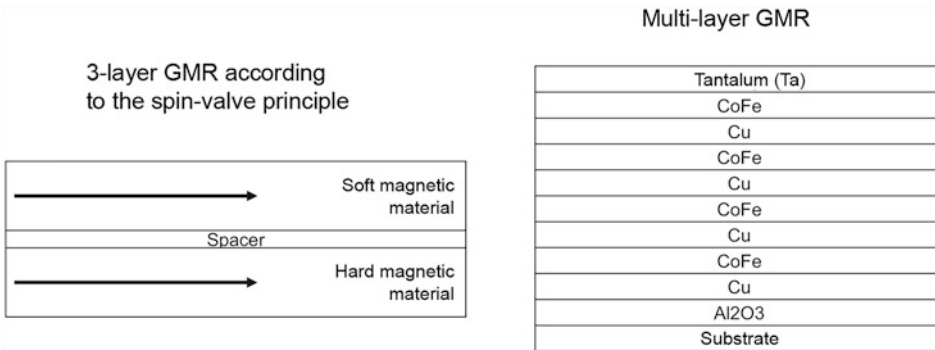 3-layer GMR according
to the spin-valve principle
Soft magnetic
material
Spacer
Hard magnetic
material
Multi-layer GMR
Tantalum (Ta)
CoFe
Cu
CoFe
Cu
CoFe
Cu
CoFe
Cu
Al2O3
Substrate